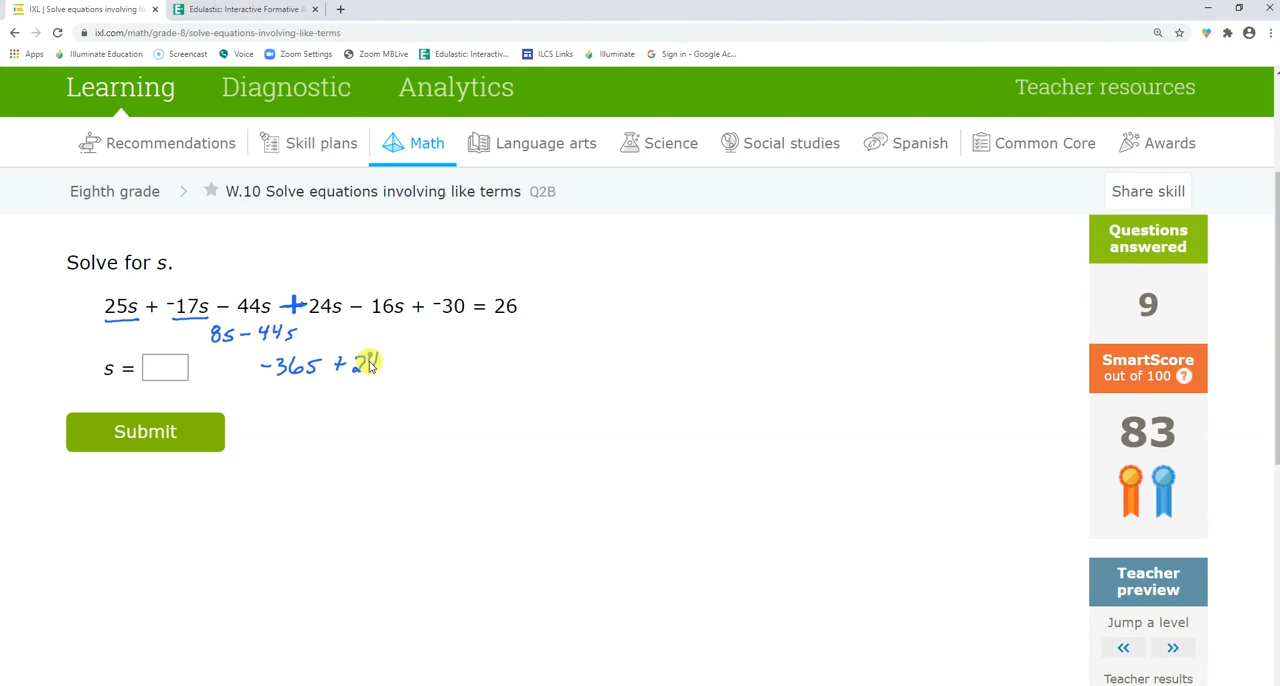 IXL | Solve equations involving li
Edulastic: Interactive Formative A
ixl.com/math/grade-8/solve-equations-involving-like-terms
Apps Illuminate Education Screencast Voice Zoom Settings Zoom MBLive Edulastic: Interactiv... ILCS Links Illuminate Sign in - Google Ac...
Learning Diagnostic Analytics Teacher resources
Recommendations Skill plans Math Language arts Science Social studies Spanish Common Core Awards
Eighth grade > W.10 Solve equations involving like terms Q2B
Share skill
Solve for s.
25s + ⁻17s − 44s + 24s − 16s + ⁻30 = 26
8s − 44s
−36s + 24
s =
Submit
Questions answered
9
SmartScore
out of 100 ?
83
Teacher preview
Jump a level
<< >>
Teacher results